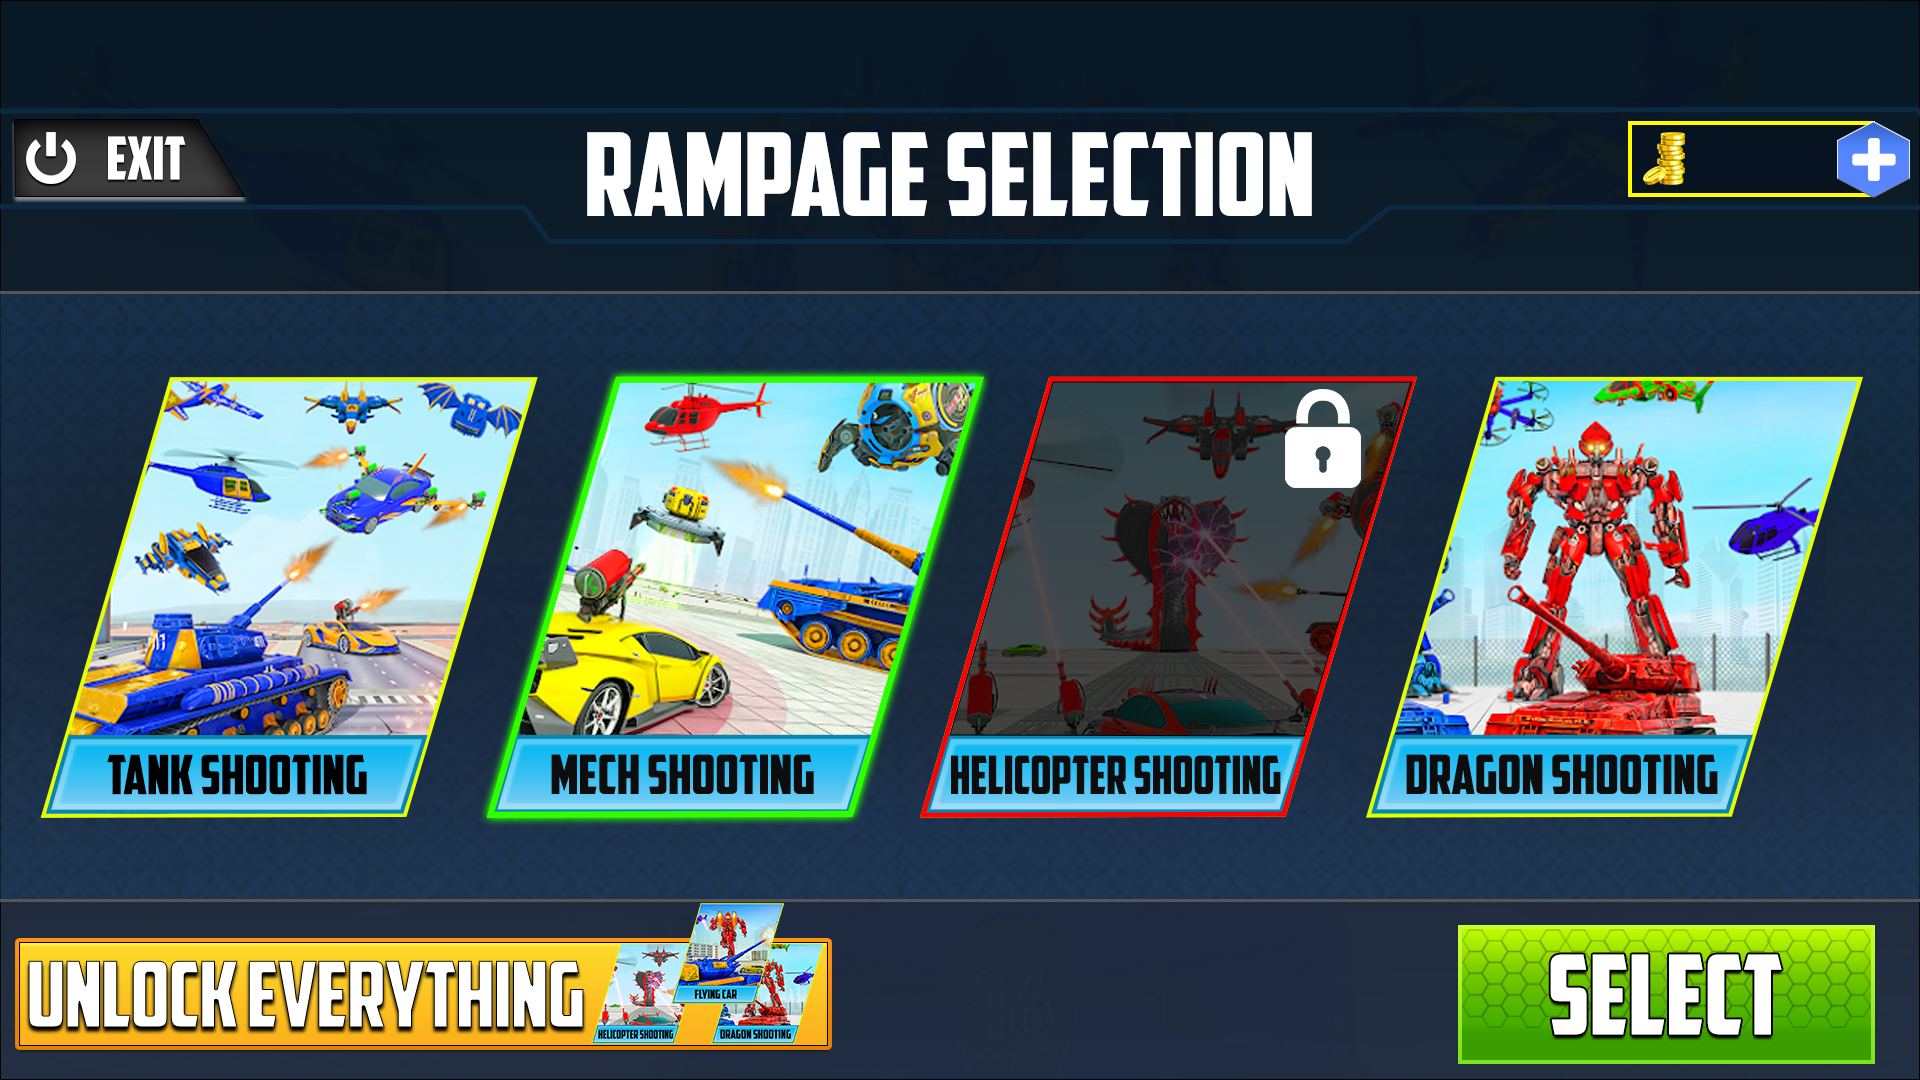 EXIT
RAMPAGE SELECTION
TANK SHOOTING
MECH SHOOTING
HELICOPTER SHOOTING
DRAGON SHOOTING
UNLOCK EVERYTHING
FLYING CAR
HELICOPTER SHOOTING
DRAGON SHOOTING
SELECT